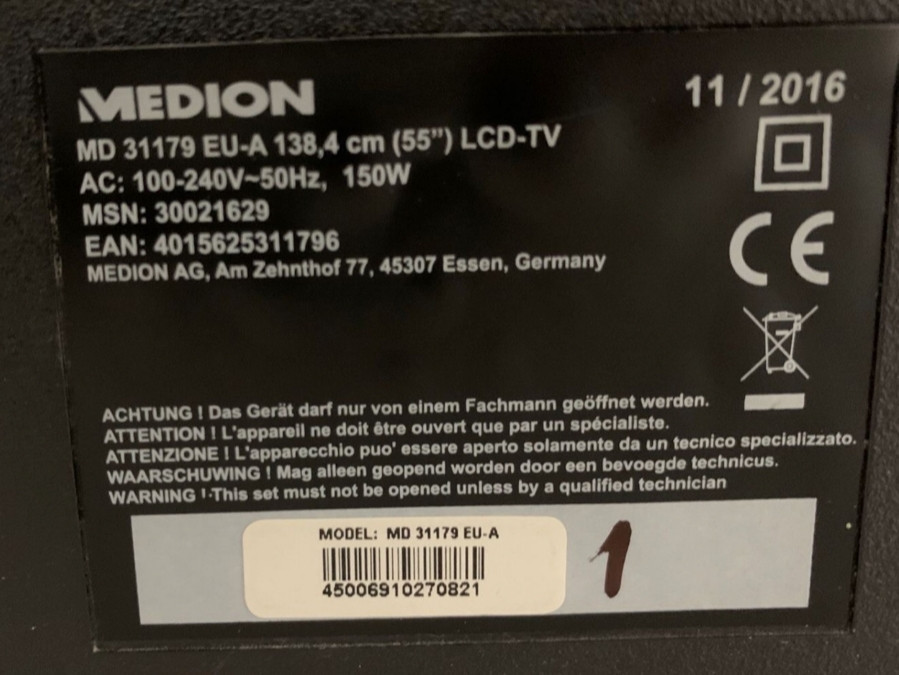 MEDION
11 / 2016
MD 31179 EU-A 138,4 cm (55”) LCD-TV
AC: 100-240V~50Hz, 150W
MSN: 30021629
EAN: 4015625311796
MEDION AG, Am Zehnthof 77, 45307 Essen, Germany
CE
ACHTUNG ! Das Gerät darf nur von einem Fachmann geöffnet werden.
ATTENTION ! L'appareil ne doit être ouvert que par un spécialiste.
ATTENZIONE ! L'apparecchio puo' essere aperto solamente da un tecnico specializzato.
WAARSCHUWING ! Mag alleen geopend worden door een bevoegde technicus.
WARNING ! This set must not be opened unless by a qualified technician
MODEL: MD 31179 EU-A
45006910270821
1